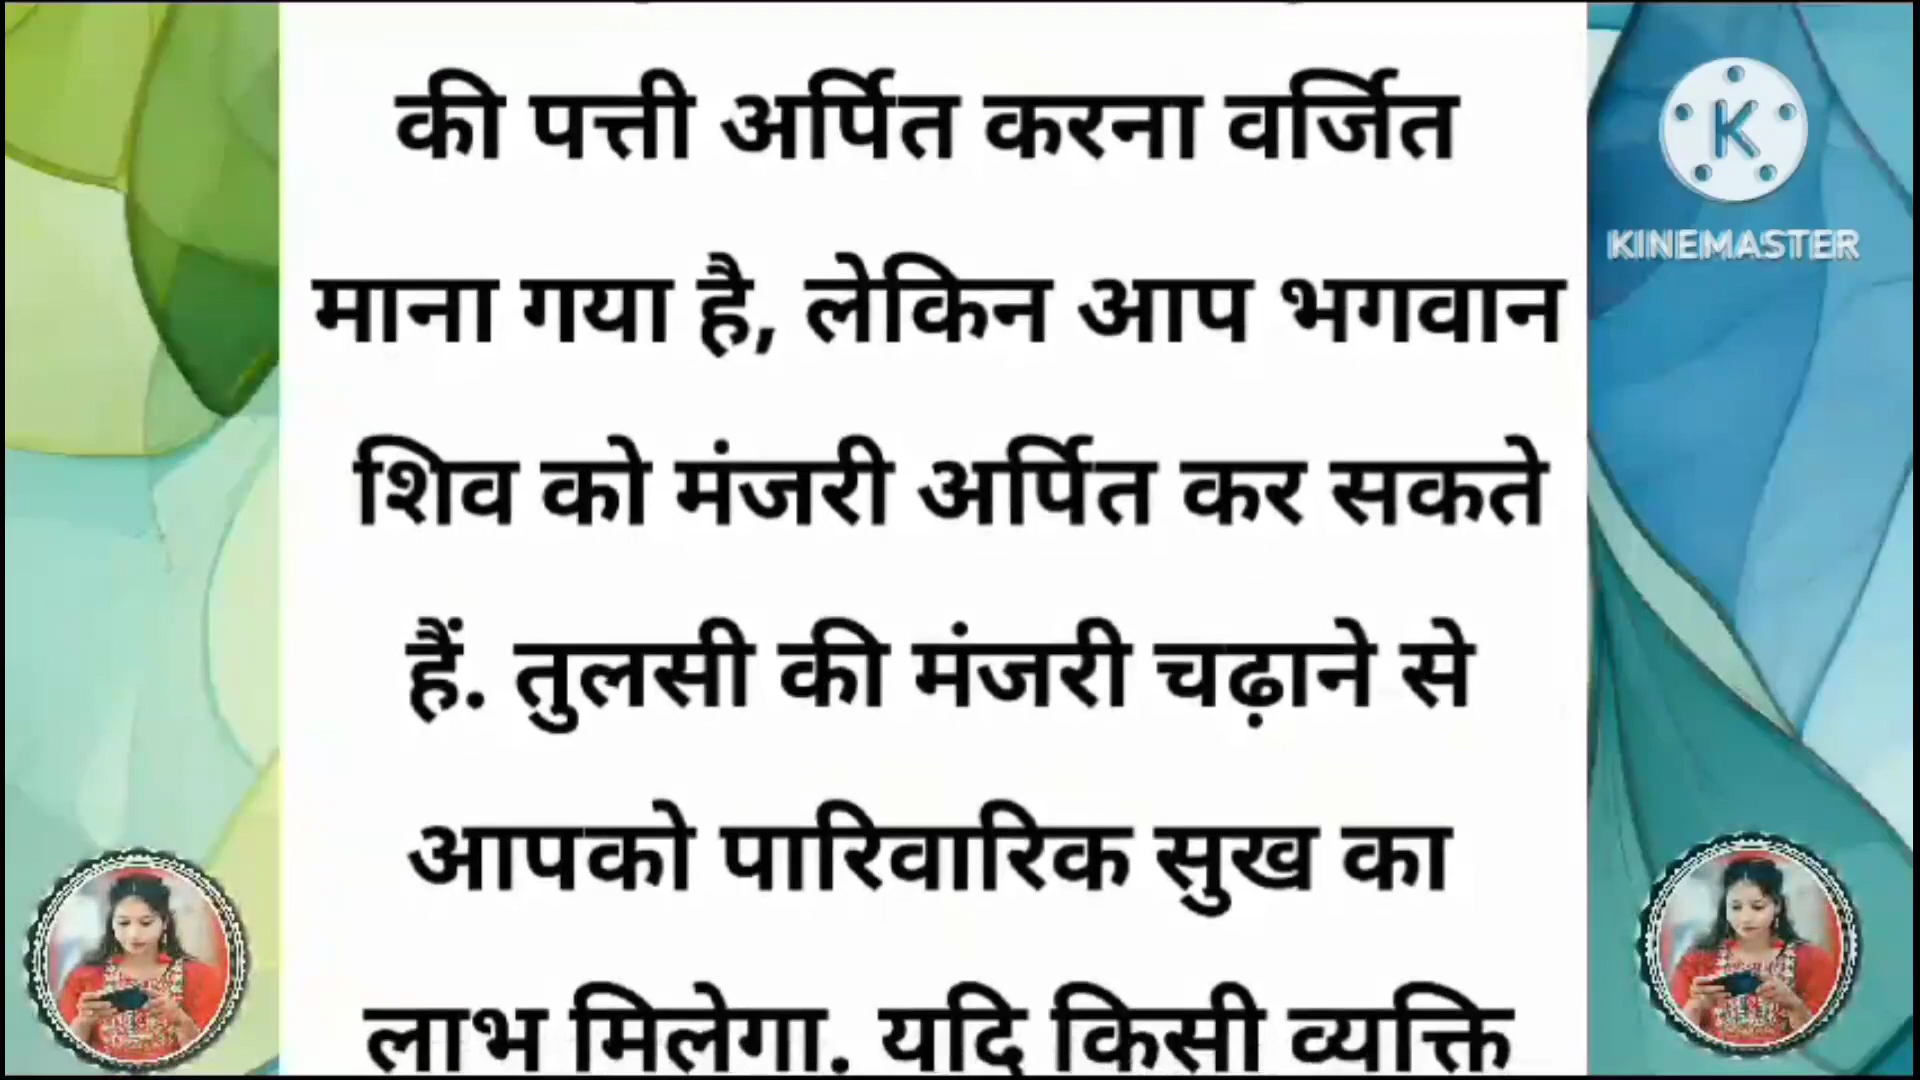 की पत्ती अर्पित करना वर्जित
माना गया है, लेकिन आप भगवान
शिव को मंजरी अर्पित कर सकते
हैं. तुलसी की मंजरी चढ़ाने से
आपको पारिवारिक सुख का
लाभ मिलेगा. यदि किसी व्यक्ति
K
KINEMASTER